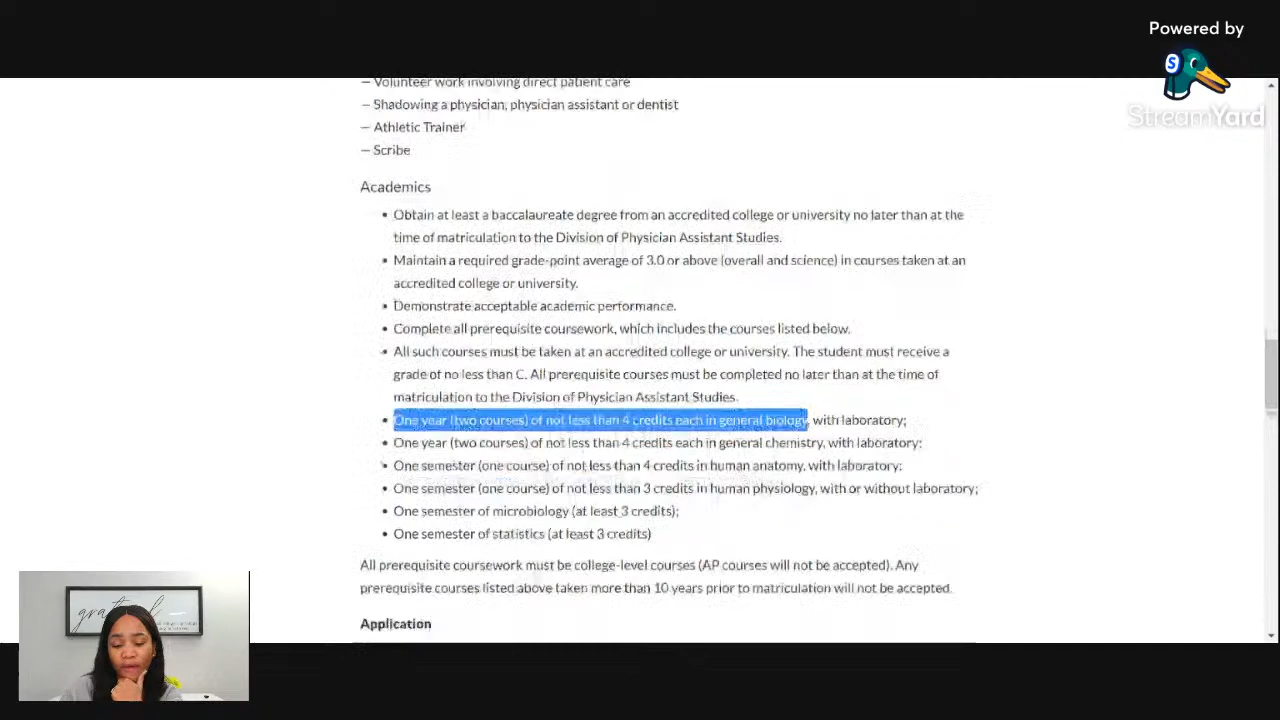 Powered by
StreamYard
— Volunteer work involving direct patient care
— Shadowing a physician, physician assistant or dentist
— Athletic Trainer
— Scribe
Academics
• Obtain at least a baccalaureate degree from an accredited college or university no later than at the
time of matriculation to the Division of Physician Assistant Studies.
• Maintain a required grade-point average of 3.0 or above (overall and science) in courses taken at an
accredited college or university.
• Demonstrate acceptable academic performance.
• Complete all prerequisite coursework, which includes the courses listed below.
• All such courses must be taken at an accredited college or university. The student must receive a
grade of no less than C. All prerequisite courses must be completed no later than at the time of
matriculation to the Division of Physician Assistant Studies.
• One year (two courses) of not less than 4 credits each in general biology, with laboratory;
• One year (two courses) of not less than 4 credits each in general chemistry, with laboratory:
• One semester (one course) of not less than 4 credits in human anatomy, with laboratory:
• One semester (one course) of not less than 3 credits in human physiology, with or without laboratory;
• One semester of microbiology (at least 3 credits);
• One semester of statistics (at least 3 credits)
All prerequisite coursework must be college-level courses (AP courses will not be accepted). Any
prerequisite courses listed above taken more than 10 years prior to matriculation will not be accepted.
Application
grateful